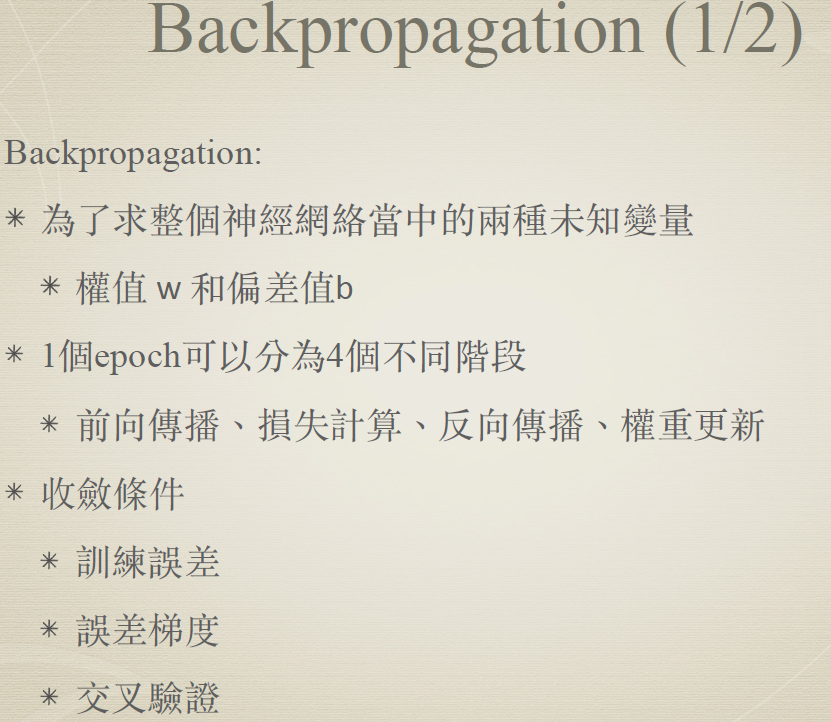 Backpropagation (1/2)
Backpropagation:
為了求整個神經網絡當中的兩種未知變量
權值 w 和偏差值b
1個epoch可以分為4個不同階段
前向傳播、損失計算、反向傳播、權重更新
收斂條件
訓練誤差
誤差梯度
交叉驗證